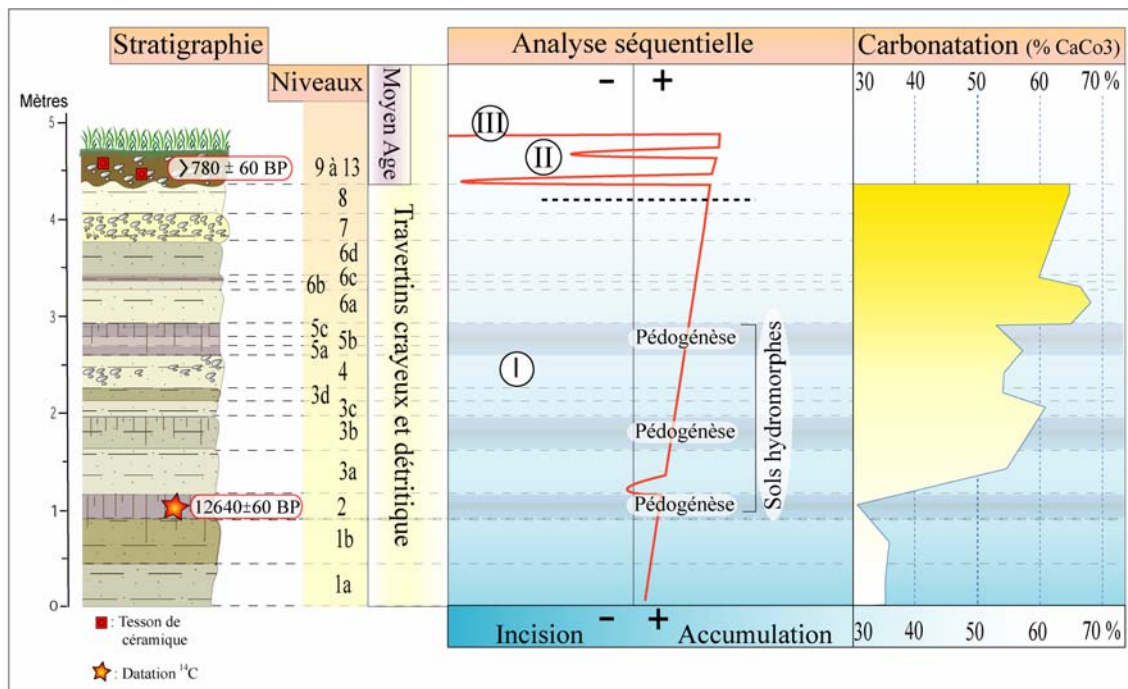 Stratigraphie
Niveaux
Moyen Age
Analyse séquentielle
Carbonatation (% CaCo3)
- +
30 40 50 60 70 %
Mètres
5
4
3
2
1
0
>780 ± 60 BP
12640±60 BP
9 à 13
8
7
6d
6c
6b
6a
5c
5b
5a
4
3d
3c
3b
3a
2
1b
1a
Travertins crayeux et détritique
III
II
I
Pédogénèse
Pédogénèse
Pédogénèse
Sols hydromorphes
Incision - + Accumulation
30 40 50 60 70 %
: Tesson de
céramique
: Datation ¹⁴C